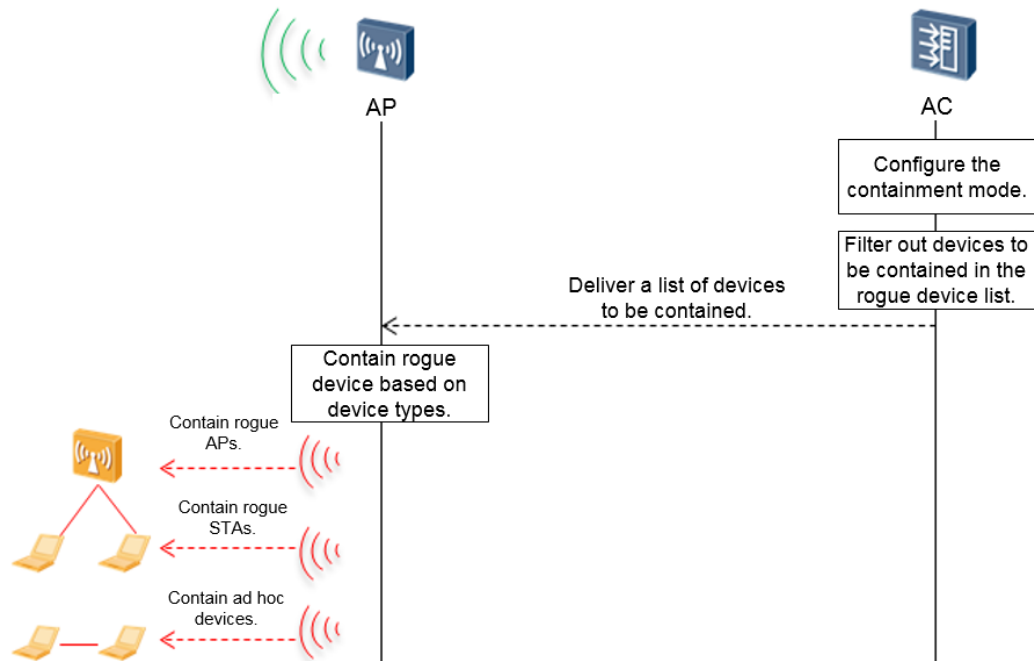 AP
AC
Configure the
containment mode.
Filter out devices to
be contained in the
rogue device list.
Deliver a list of devices
to be contained.
Contain rogue
device based on
device types.
Contain rogue
APs.
Contain rogue
STAs.
Contain ad hoc
devices.